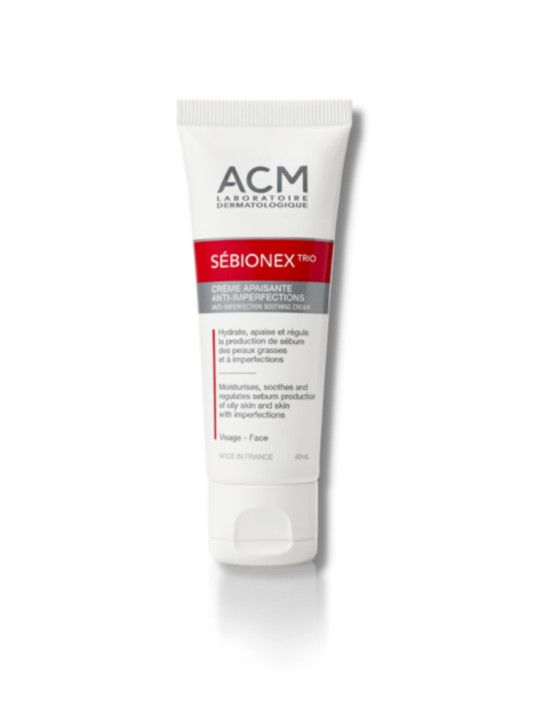 ACM
LABORATOIRE
DERMATOLOGIQUE
SÉBIONEX TRIO
CRÈME APAISANTE
ANTI-IMPERFECTIONS
ANTI-IMPERFECTION SOOTHING CREAM
Hydrate, apaise et régule
la production de sébum
des peaux grasses
et à imperfections
Moisturises, soothes and
regulates sebum production
of oily skin and skin
with imperfections
Visage - Face
MADE IN FRANCE 40mL